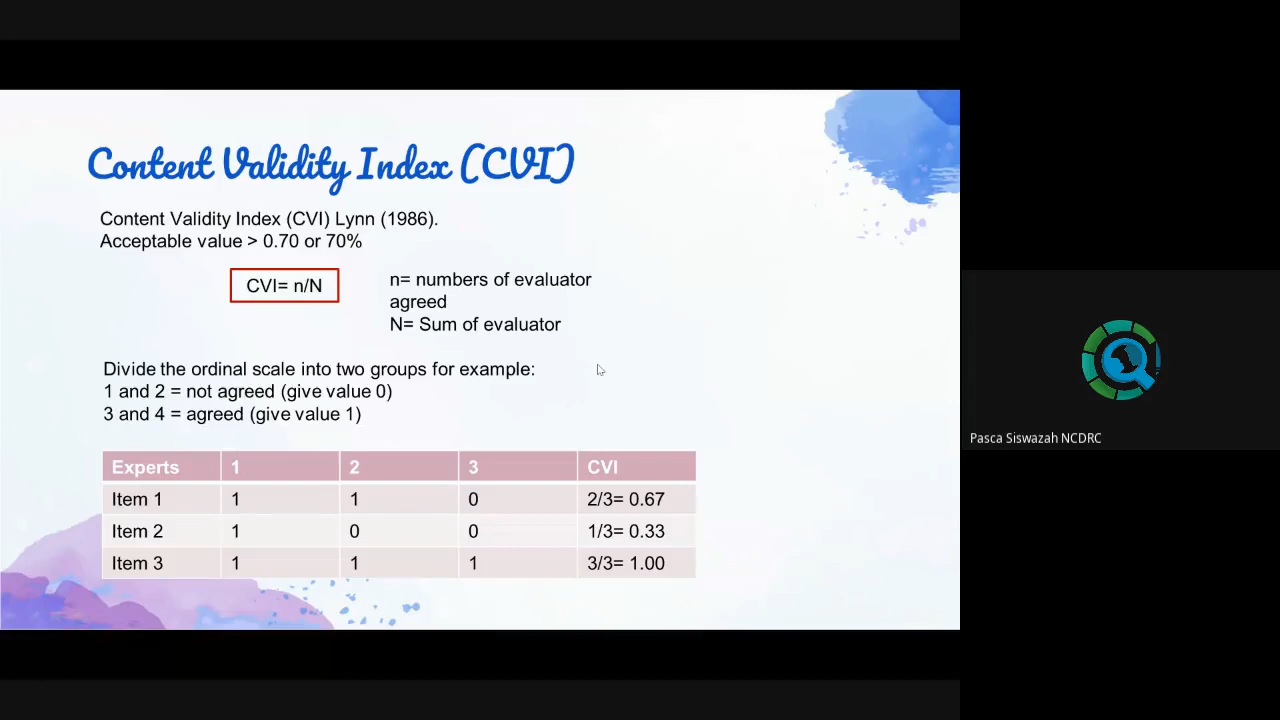 Content Validity Index (CVI)
Content Validity Index (CVI) Lynn (1986).
Acceptable value > 0.70 or 70%
CVI= n/N
n= numbers of evaluator
agreed
N= Sum of evaluator
Divide the ordinal scale into two groups for example:
1 and 2 = not agreed (give value 0)
3 and 4 = agreed (give value 1)
Experts 1 2 3 CVI
Item 1 1 1 0 2/3= 0.67
Item 2 1 0 0 1/3= 0.33
Item 3 1 1 1 3/3= 1.00
Pasca Siswazah NCDRC